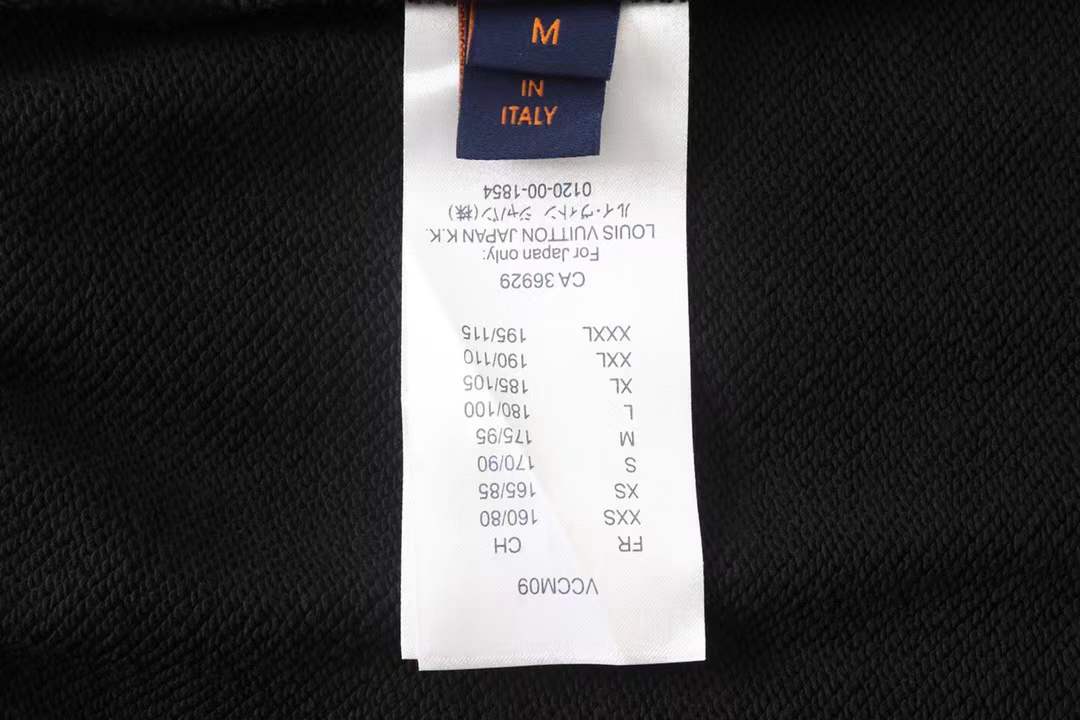 M
IN
ITALY
VCCM09
FR CH
XXS 160/80
XS 165/85
S 170/90
M 175/95
L 180/100
XL 185/105
XXL 190/110
XXXL 195/115
CA 36929
For Japan only:
LOUIS VUITTON JAPAN K.K.
ルイ・ヴィトン ジャパン(株)
0120-00-1854